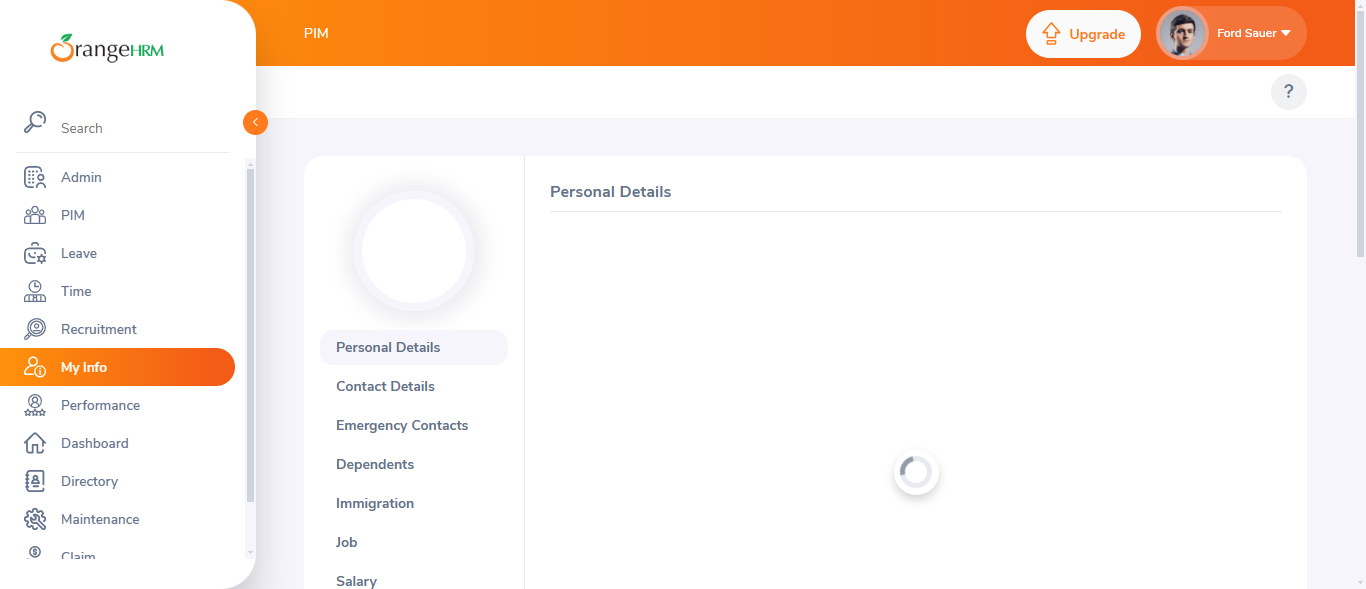 OrangeHRM
PIM
Upgrade
Ford Sauer
?
Search
Admin
PIM
Leave
Time
Recruitment
My Info
Performance
Dashboard
Directory
Maintenance
Claim
Personal Details
Contact Details
Emergency Contacts
Dependents
Immigration
Job
Salary
Personal Details